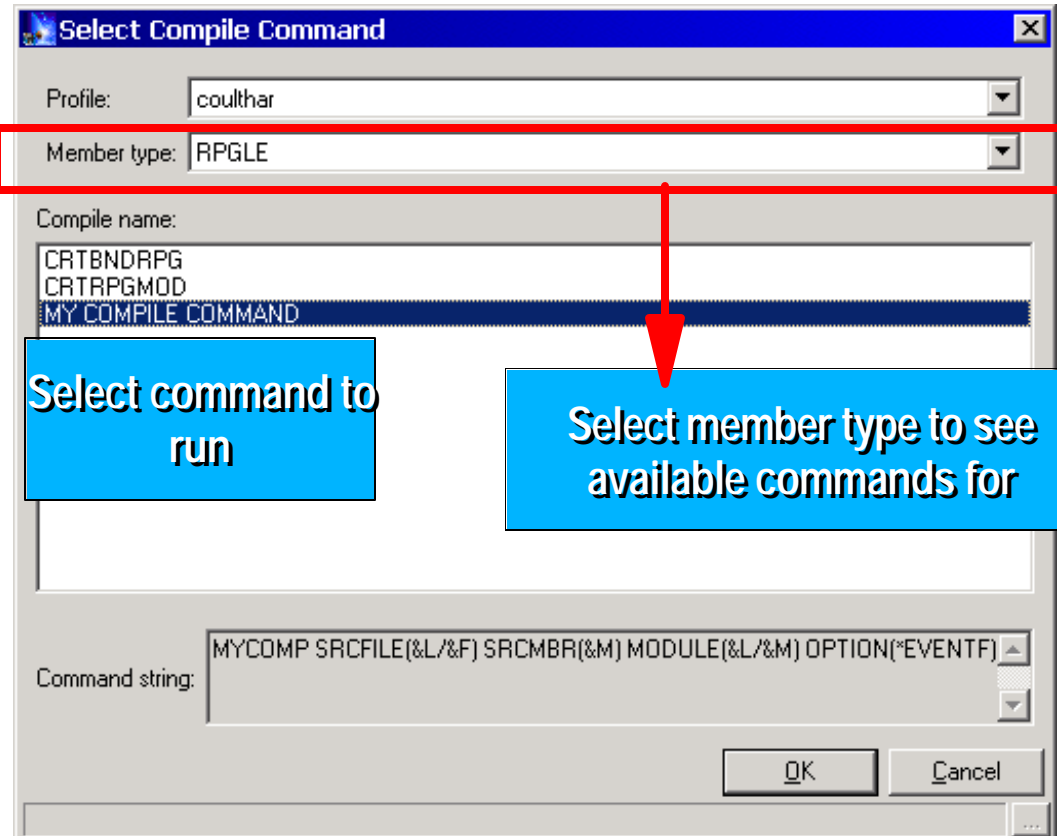 Select Compile Command
Profile: coulthar
Member type: RPGLE
Compile name:
CRTBNDRPG
CRTRPGMOD
MY COMPILE COMMAND
Select command to
run
Select member type to see
available commands for
Command string: MYCOMP SRCFILE(&L/&F) SRCMBR(&M) MODULE(&L/&M) OPTION(*EVENTF)
OK Cancel
...